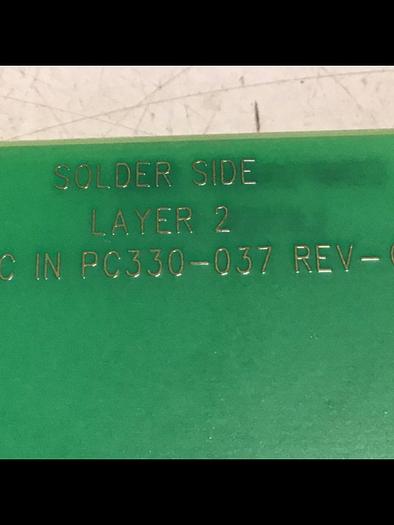 SOLDER SIDE
LAYER 2
C IN PC330-037 REV-